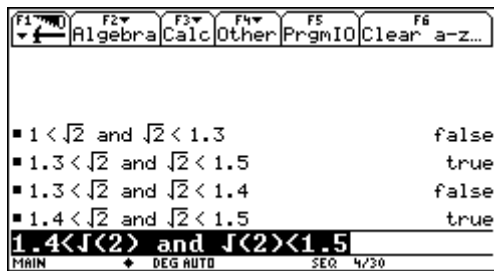 F1 F2 F3 F4 F5 F6
Algebra Calc Other PrgmIO Clear a-z…
1<√2 and √2<1.3 false
1.3<√2 and √2<1.5 true
1.3<√2 and √2<1.4 false
1.4<√2 and √2<1.5 true
1.4<√(2) and √(2)<1.5
MAIN DEG AUTO SEQ 4/30